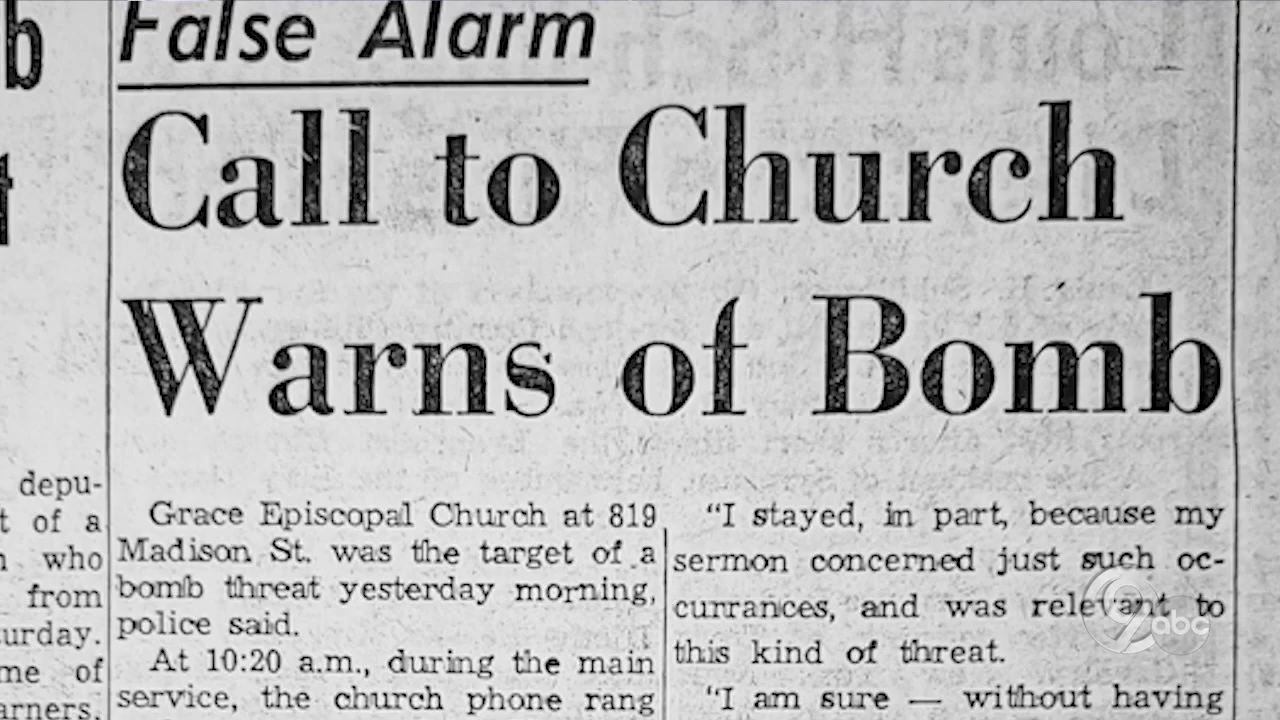 b
t
depu-
t of a
who
from
urday.
me of
arners,
False Alarm
Call to Church
Warns of Bomb
Grace Episcopal Church at 819
Madison St. was the target of a
bomb threat yesterday morning,
police said.
At 10:20 a.m., during the main
service, the church phone rang
"I stayed, in part, because my
sermon concerned just such oc-
currances, and was relevant to
this kind of threat.
"I am sure — without having
9 abc